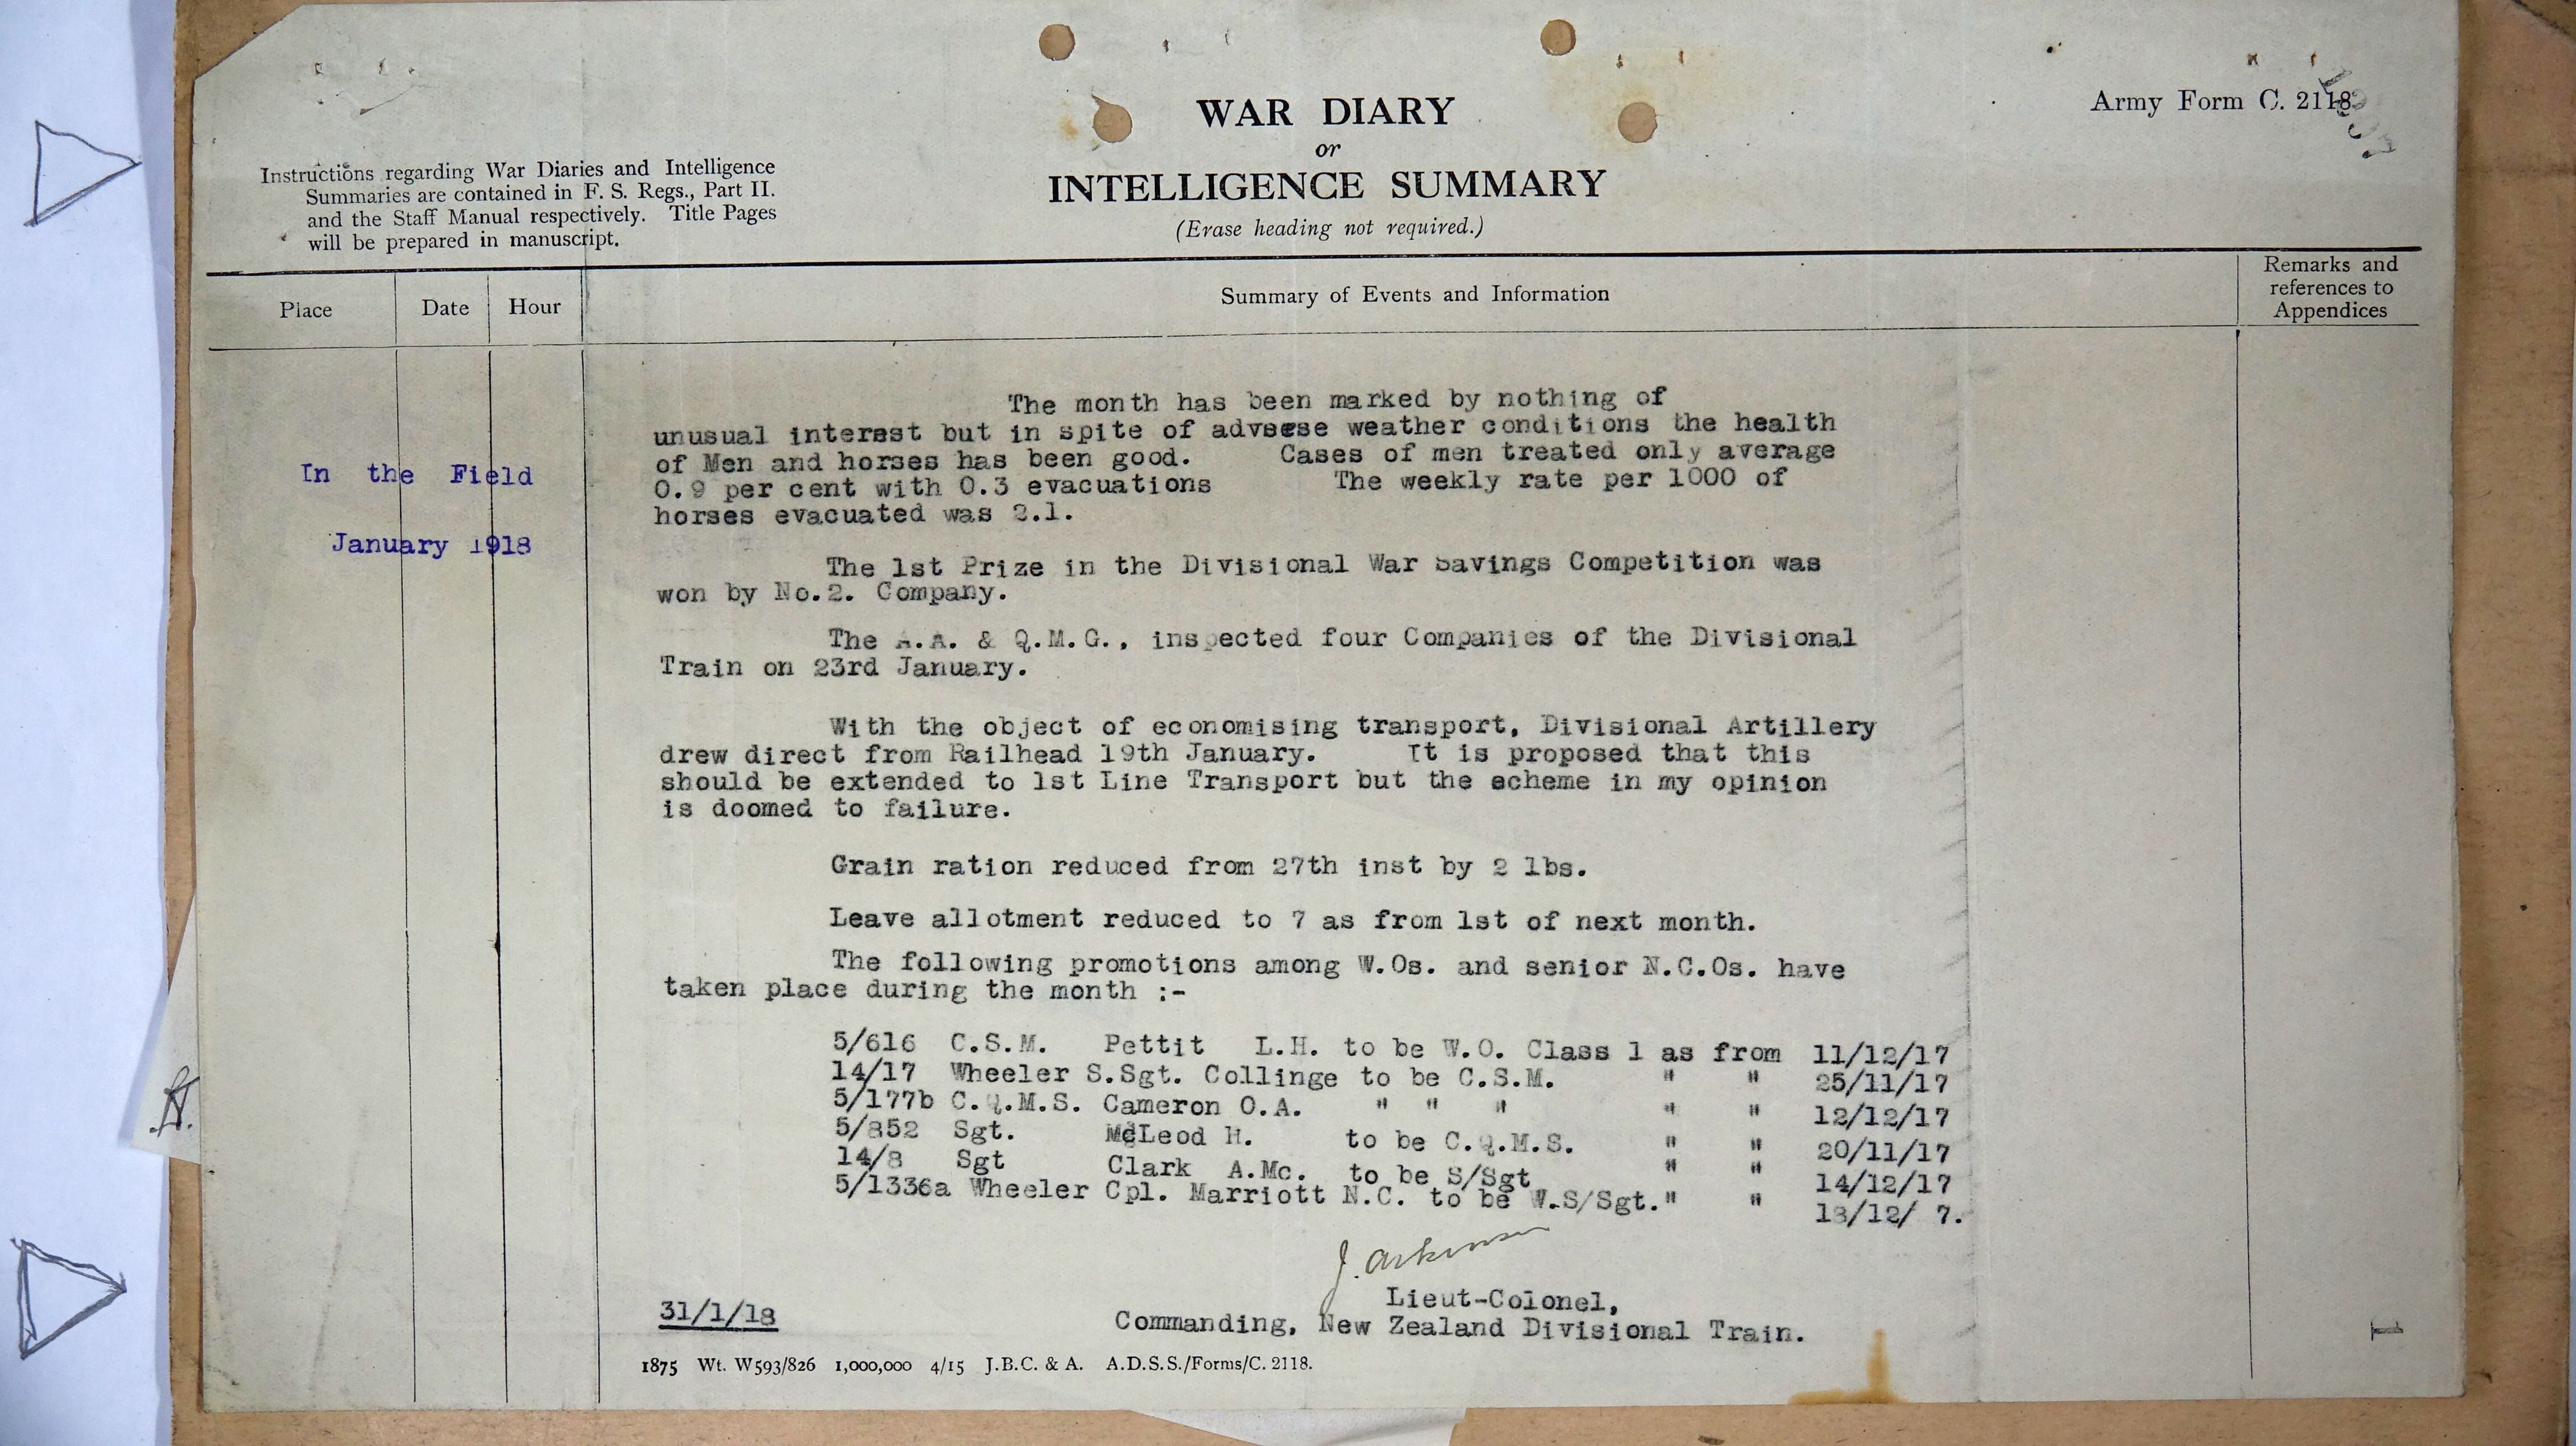 WAR DIARY
or
INTELLIGENCE SUMMARY
(Erase heading not required.)
Army Form C. 2118
Instructions regarding War Diaries and Intelligence
Summaries are contained in F. S. Regs., Part II.
and the Staff Manual respectively. Title Pages
will be prepared in manuscript.
Place Date Hour Summary of Events and Information Remarks and
references to
Appendices
In the Field
January 1918
The month has been marked by nothing of
unusual interest but in spite of adverse weather conditions the health
of Men and horses has been good. Cases of men treated only average
0.9 per cent with 0.3 evacuations The weekly rate per 1000 of
horses evacuated was 2.1.
The 1st Prize in the Divisional War Savings Competition was
won by No.2. Company.
The A.A. & Q.M.G., inspected four Companies of the Divisional
Train on 23rd January.
With the object of economising transport, Divisional Artillery
drew direct from Railhead 19th January. It is proposed that this
should be extended to 1st Line Transport but the scheme in my opinion
is doomed to failure.
Grain ration reduced from 27th inst by 2 lbs.
Leave allotment reduced to 7 as from 1st of next month.
The following promotions among W.Os. and senior N.C.Os. have
taken place during the month :-
5/616 C.S.M. Pettit L.H. to be W.O. Class 1 as from 11/12/17
14/17 Wheeler S.Sgt. Collinge to be C.S.M. " " 25/11/17
5/177b C.Q.M.S. Cameron O.A. " " " " " 12/12/17
5/852 Sgt. McLeod H. to be C.Q.M.S. " " 20/11/17
14/8 Sgt Clark A.Mc. to be S/Sgt " " 14/12/17
5/1336a Wheeler Cpl. Marriott N.C. to be W.S/Sgt. " " 13/12/ 7.
J. Atkinson
Lieut-Colonel,
Commanding, New Zealand Divisional Train.
31/1/18
1875 Wt. W593/826 1,000,000 4/15 J.B.C. & A. A.D.S.S./Forms/C. 2118.